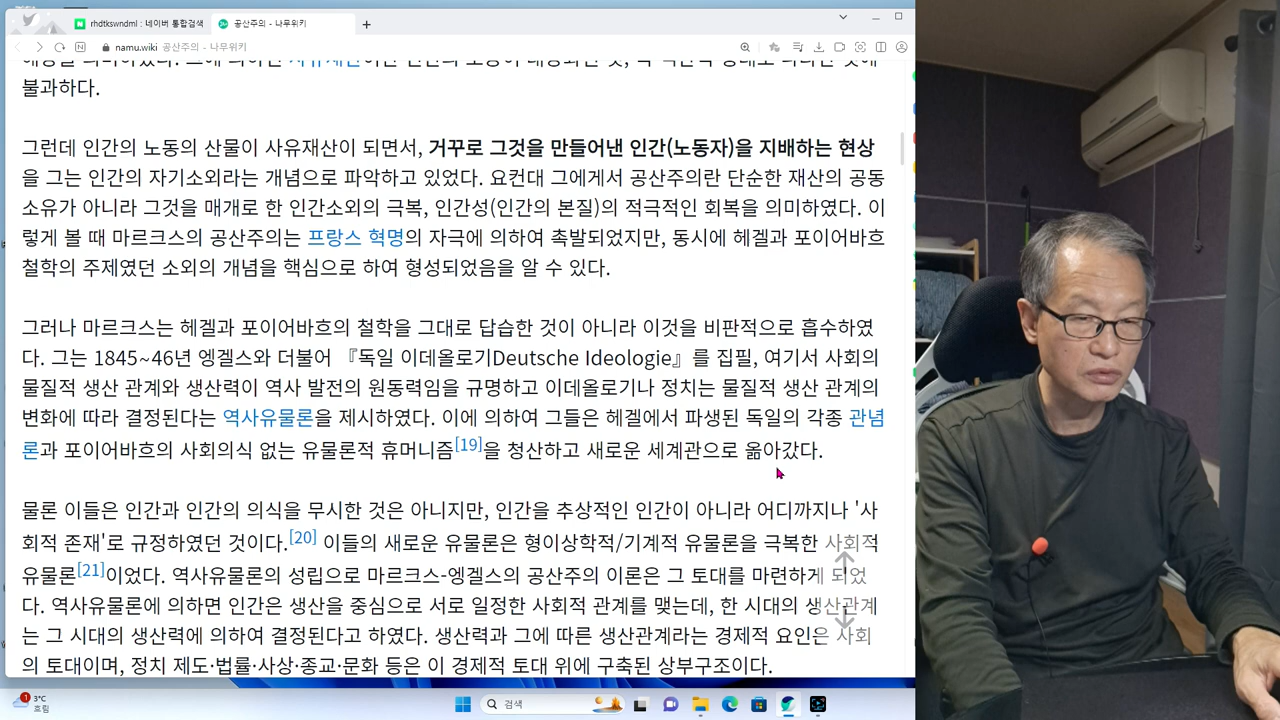 rhdtkswndml : 네이버 통합검색
공산주의 - 나무위키
namu.wiki 공산주의 - 나무위키
불과하다.
그런데 인간의 노동의 산물이 사유재산이 되면서, 거꾸로 그것을 만들어낸 인간(노동자)을 지배하는 현상
을 그는 인간의 자기소외라는 개념으로 파악하고 있었다. 요컨대 그에게서 공산주의란 단순한 재산의 공동
소유가 아니라 그것을 매개로 한 인간소외의 극복, 인간성(인간의 본질)의 적극적인 회복을 의미하였다. 이
렇게 볼 때 마르크스의 공산주의는 프랑스 혁명의 자극에 의하여 촉발되었지만, 동시에 헤겔과 포이어바흐
철학의 주제였던 소외의 개념을 핵심으로 하여 형성되었음을 알 수 있다.
그러나 마르크스는 헤겔과 포이어바흐의 철학을 그대로 답습한 것이 아니라 이것을 비판적으로 흡수하였
다. 그는 1845~46년 엥겔스와 더불어 『독일 이데올로기Deutsche Ideologie』를 집필, 여기서 사회의
물질적 생산 관계와 생산력이 역사 발전의 원동력임을 규명하고 이데올로기나 정치는 물질적 생산 관계의
변화에 따라 결정된다는 역사유물론을 제시하였다. 이에 의하여 그들은 헤겔에서 파생된 독일의 각종 관념
론과 포이어바흐의 사회의식 없는 유물론적 휴머니즘[19]을 청산하고 새로운 세계관으로 옮아갔다.
물론 이들은 인간과 인간의 의식을 무시한 것은 아니지만, 인간을 추상적인 인간이 아니라 어디까지나 '사
회적 존재'로 규정하였던 것이다.[20] 이들의 새로운 유물론은 형이상학적/기계적 유물론을 극복한 사회적
유물론[21]이었다. 역사유물론의 성립으로 마르크스-엥겔스의 공산주의 이론은 그 토대를 마련하게 되었
다. 역사유물론에 의하면 인간은 생산을 중심으로 서로 일정한 사회적 관계를 맺는데, 한 시대의 생산관계
는 그 시대의 생산력에 의하여 결정된다고 하였다. 생산력과 그에 따른 생산관계라는 경제적 요인은 사회
의 토대이며, 정치 제도·법률·사상·종교·문화 등은 이 경제적 토대 위에 구축된 상부구조이다.
1
3°C
흐림
검색